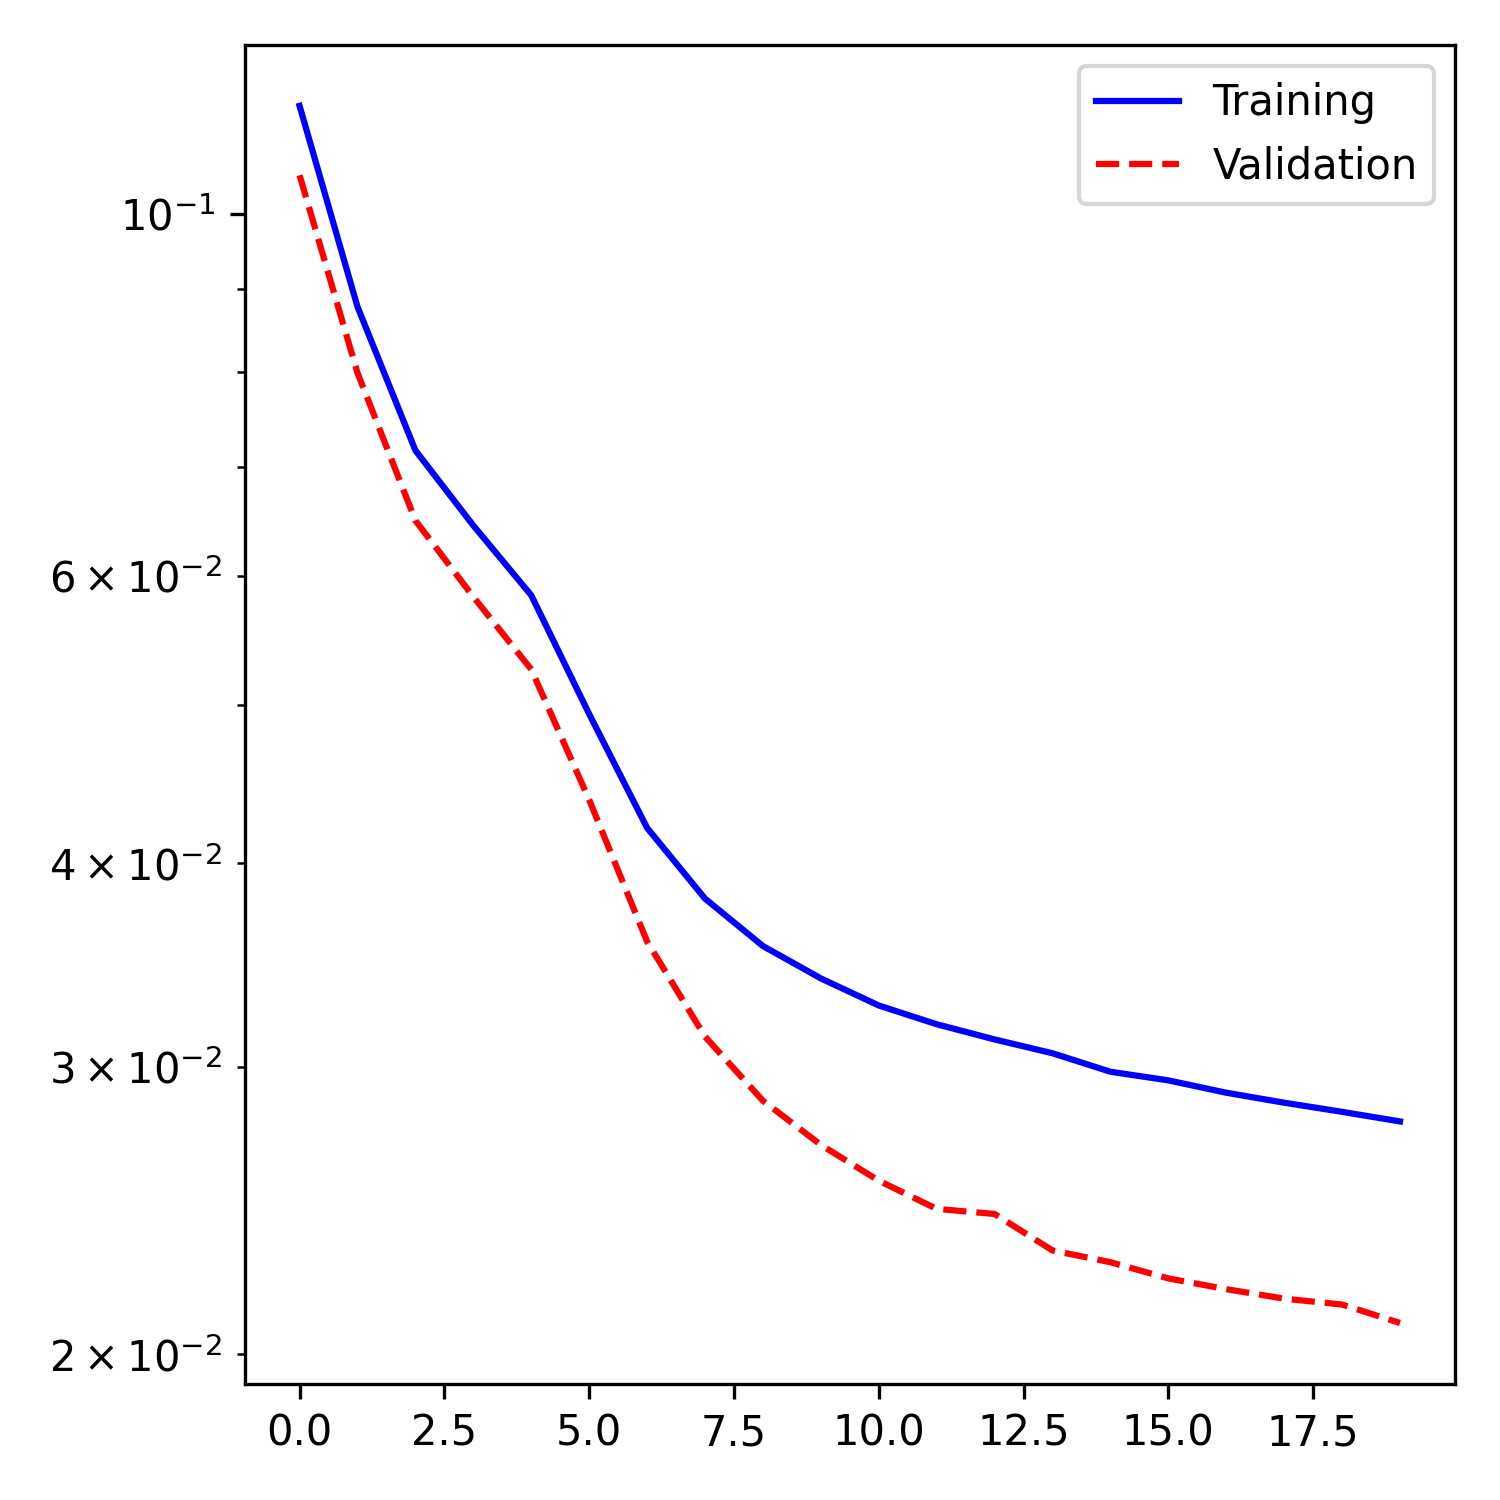 Training
Validation
10⁻¹
6 × 10⁻²
4 × 10⁻²
3 × 10⁻²
2 × 10⁻²
0.0 2.5 5.0 7.5 10.0 12.5 15.0 17.5